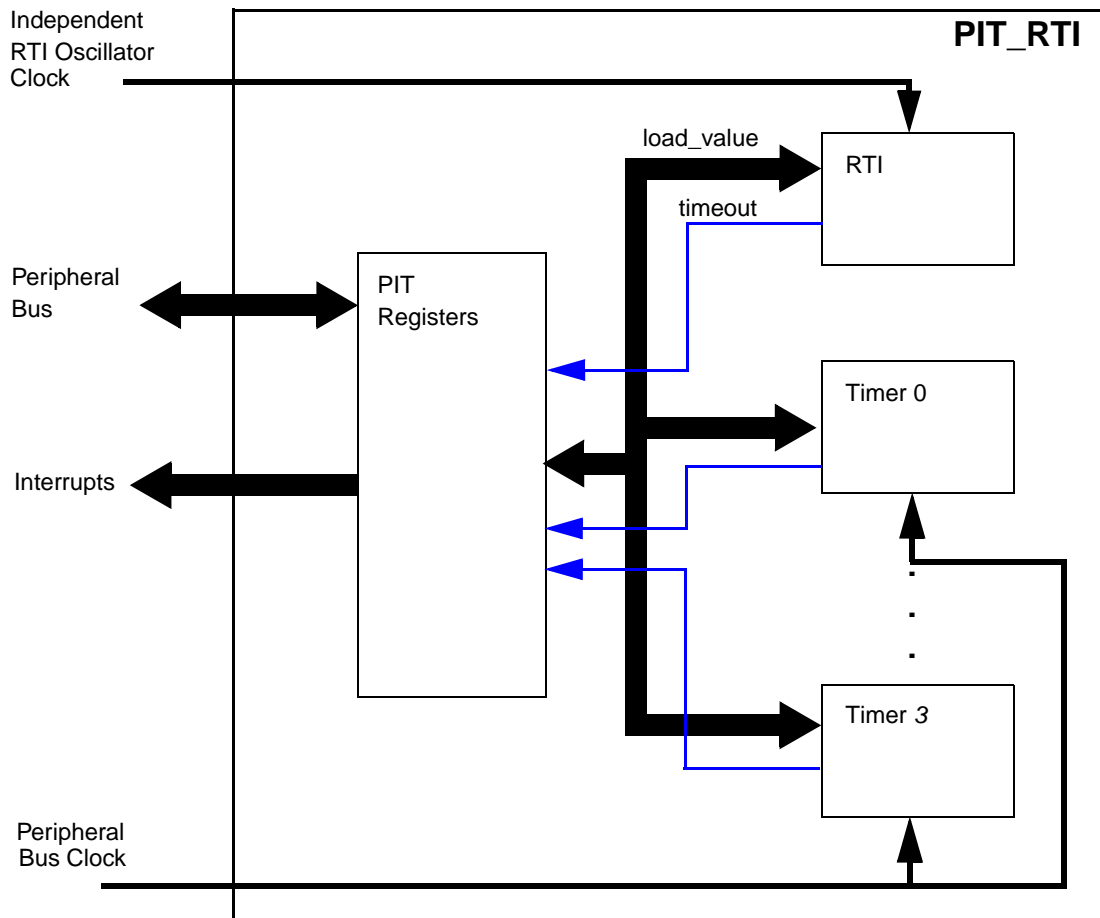 Independent
RTI Oscillator
Clock
PIT_RTI
load_value
RTI
timeout
Peripheral
Bus
PIT
Registers
Timer 0
Interrupts
Timer 3
Peripheral
Bus Clock